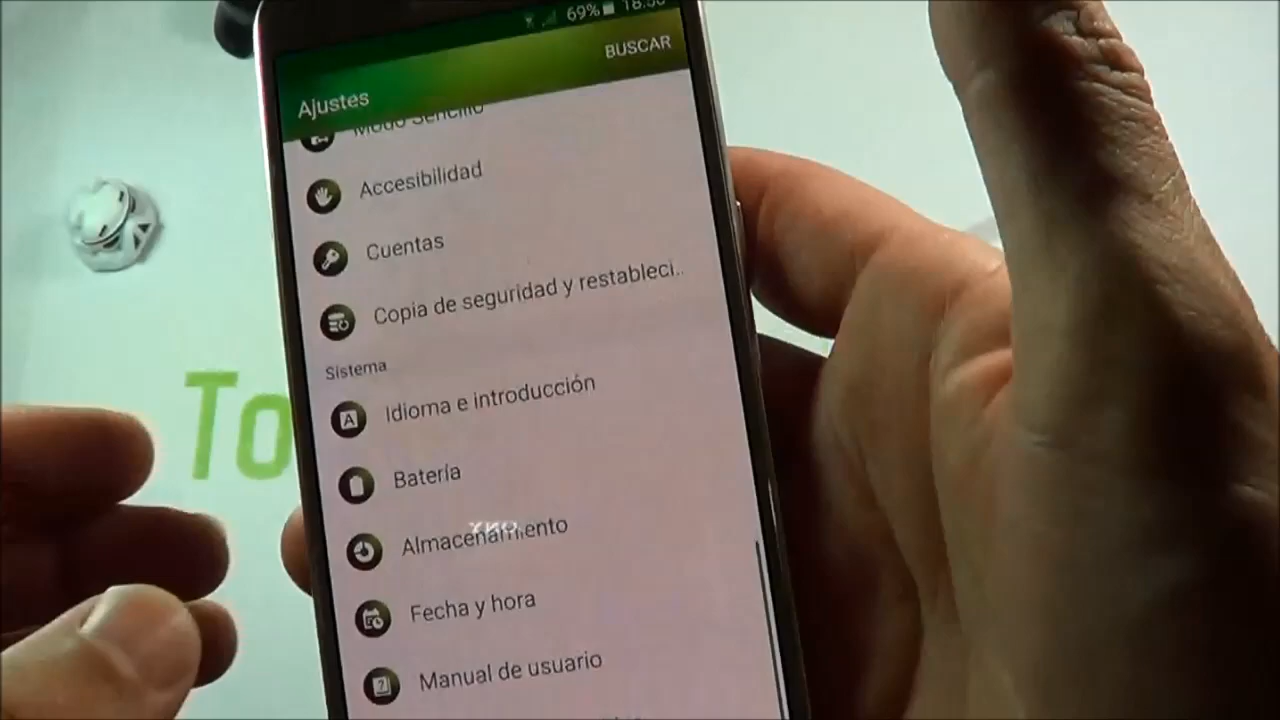 69% 18:50
BUSCAR
Ajustes
Modo Sencillo
Accesibilidad
Cuentas
Copia de seguridad y restableci..
Sistema
Idioma e introducción
Batería
Almacenamiento
Fecha y hora
Manual de usuario
To